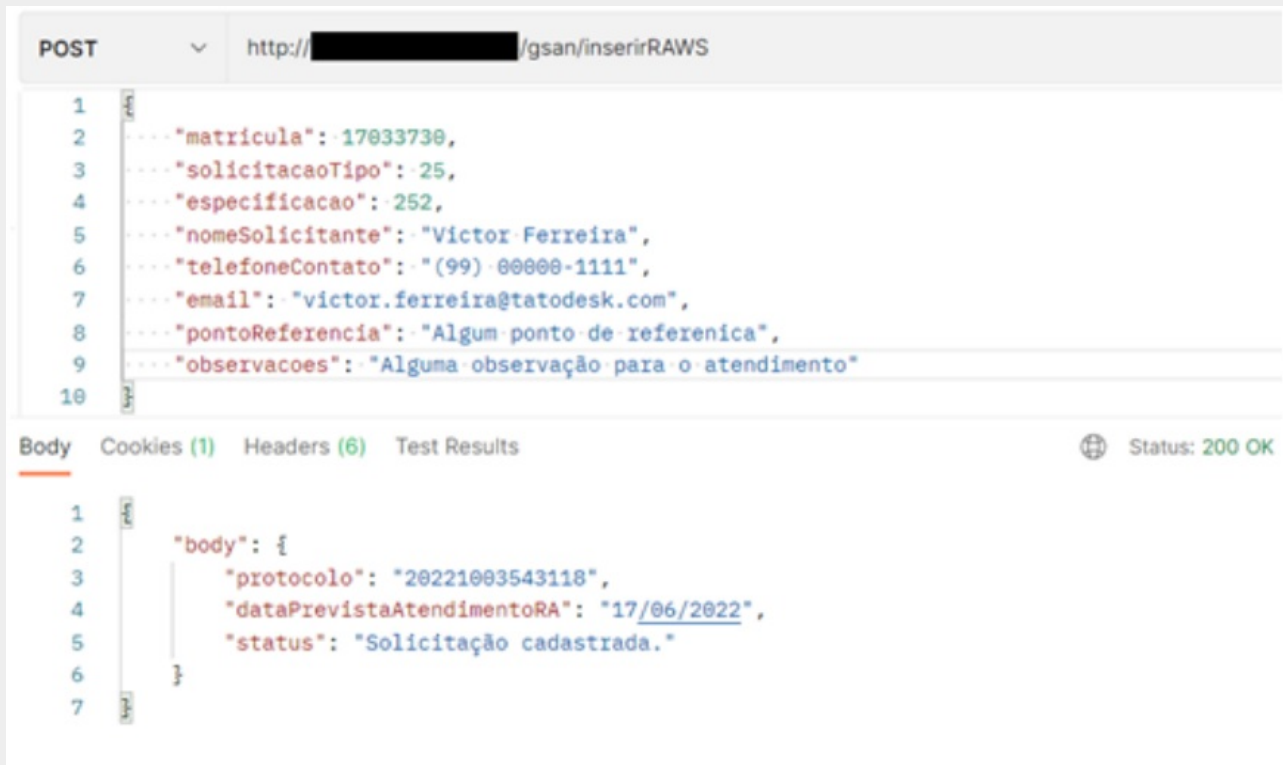 POST http:// /gsan/inserirRAWS
1 {
2 "matricula": 17033730,
3 "solicitacaoTipo": 25,
4 "especificacao": 252,
5 "nomeSolicitante": "Victor Ferreira",
6 "telefoneContato": "(99) 00000-1111",
7 "email": "victor.ferreira@tatodesk.com",
8 "pontoReferencia": "Algum ponto de referenica",
9 "observacoes": "Alguma observação para o atendimento"
10 }
Body Cookies (1) Headers (6) Test Results Status: 200 OK
1 {
2 "body": {
3 "protocolo": "20221003543118",
4 "dataPrevistaAtendimentoRA": "17/06/2022",
5 "status": "Solicitação cadastrada."
6 }
7 }